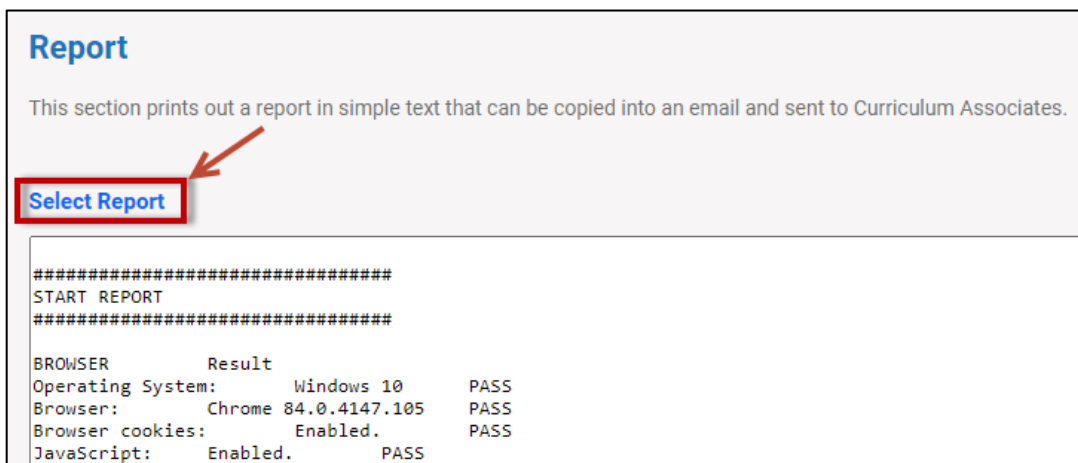 Report
This section prints out a report in simple text that can be copied into an email and sent to Curriculum Associates.
Select Report
#################################
START REPORT
#################################
BROWSER Result
Operating System: Windows 10 PASS
Browser: Chrome 84.0.4147.105 PASS
Browser cookies: Enabled. PASS
JavaScript: Enabled. PASS